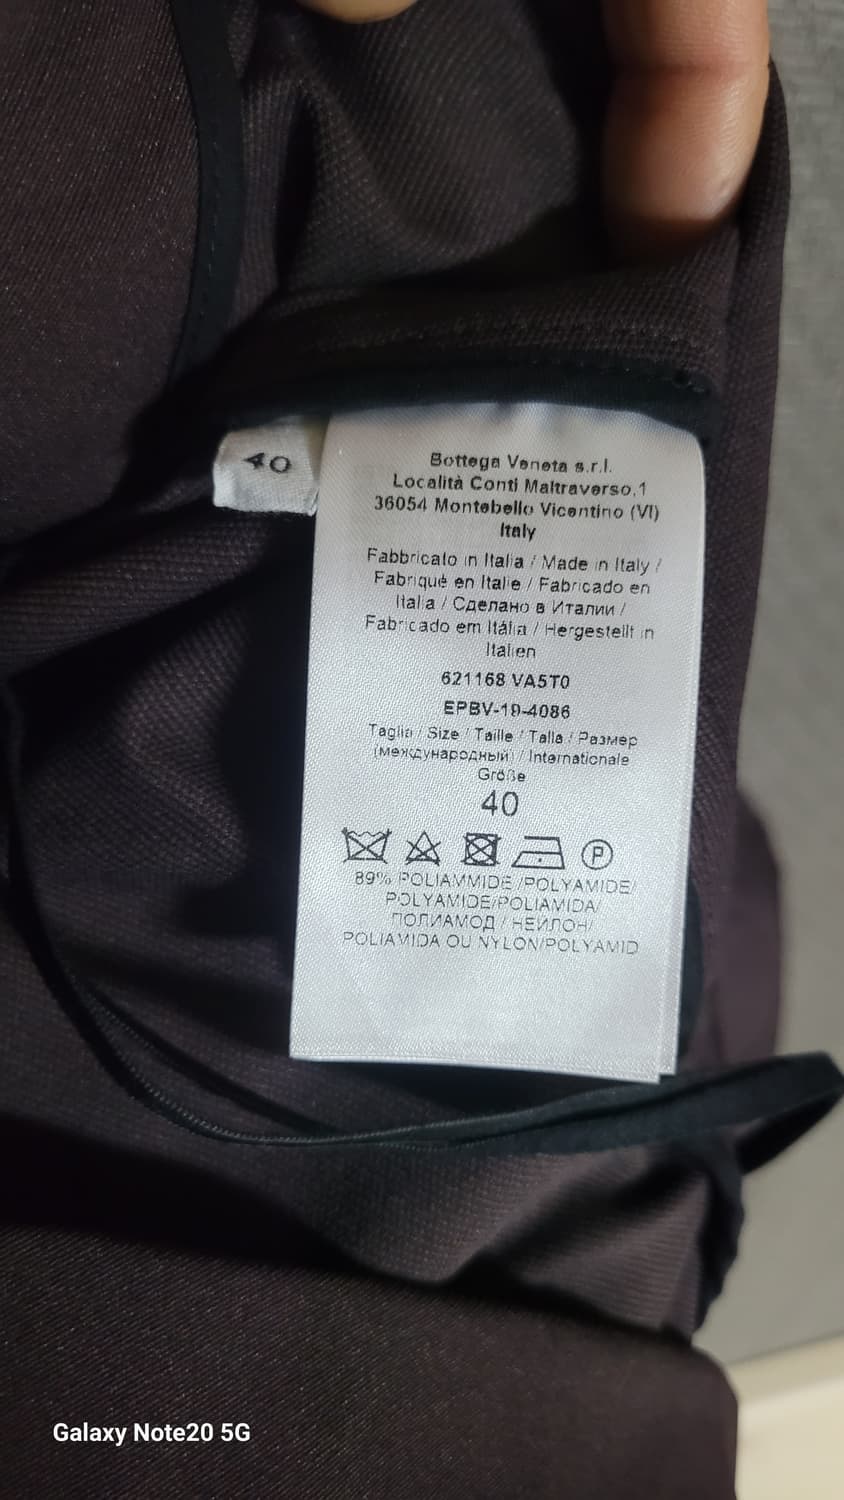 40
Bottega Veneta s.r.l.
Località Conti Maltraverso,1
36054 Montebello Vicentino (VI)
Italy
Fabbricato in Italia / Made in Italy /
Fabriqué en Italie / Fabricado en
Italia / Сделано в Италии /
Fabricado em Itália / Hergestellt in
Italien
621168 VA5T0
EPBV-19-4086
Taglia / Size / Taille / Talla / Размер
(международный) / Internationale
Größe
40
P
89% POLIAMMIDE /POLYAMIDE/
POLYAMIDE/POLIAMIDA/
ПОЛИАМОД / НЕЙЛОН/
POLIAMIDA OU NYLON/POLYAMID
Galaxy Note20 5G